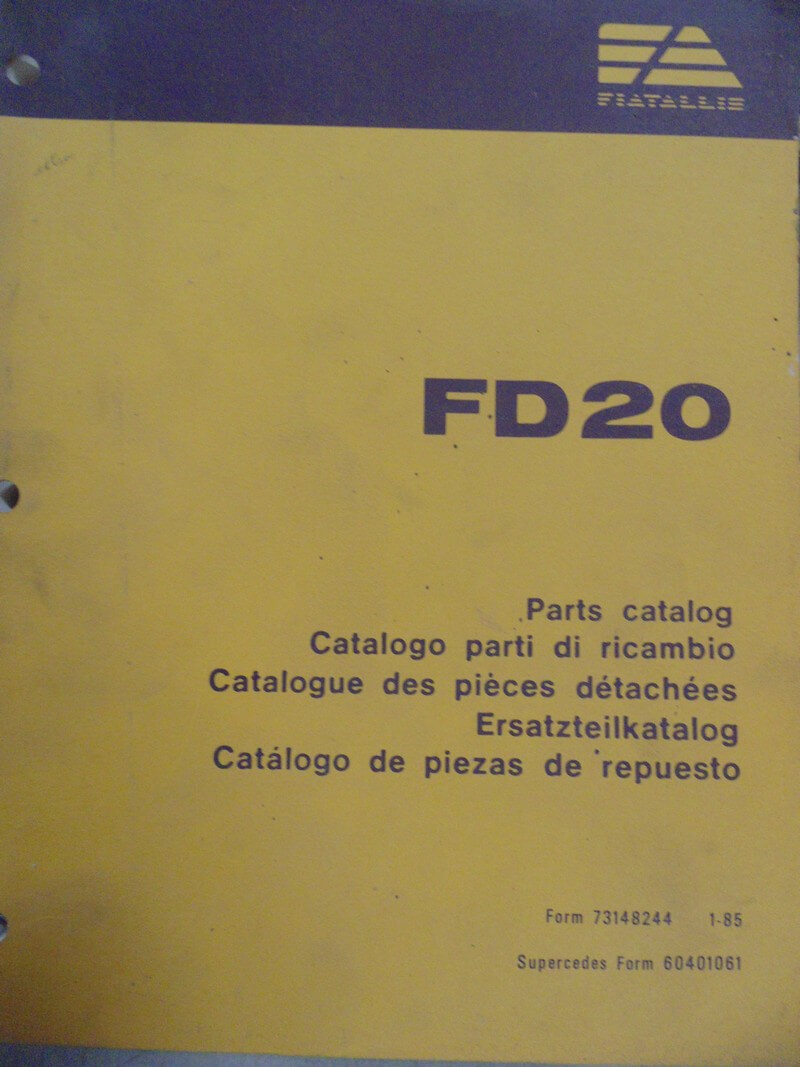 FIATALLIS
FD20
Parts catalog
Catalogo parti di ricambio
Catalogue des pièces détachées
Ersatzteilkatalog
Catálogo de piezas de repuesto
Form 73148244 1-85
Supercedes Form 60401061